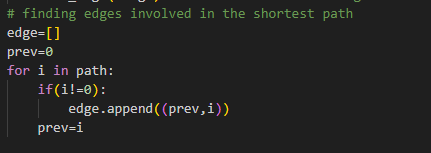 # finding edges involved in the shortest path
edge=[]
prev=0
for i in path:
    if(i!=0):
        edge.append((prev,i))
    prev=i